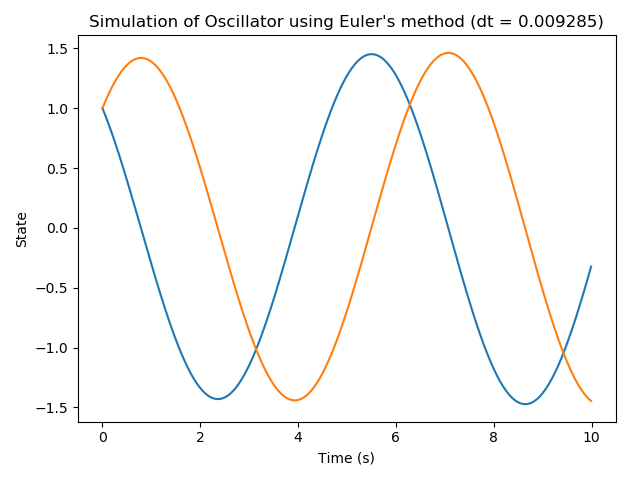 Simulation of Oscillator using Euler's method (dt = 0.009285)
1.5
1.0
0.5
0.0
−0.5
−1.0
−1.5
State
0 2 4 6 8 10
Time (s)